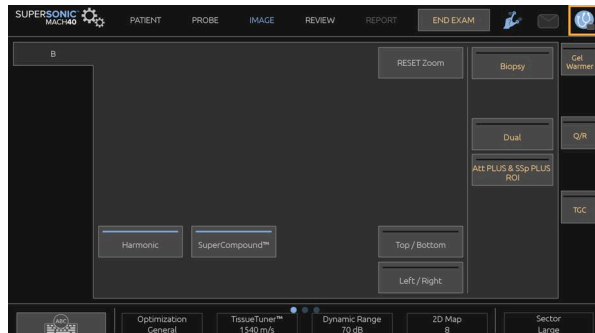 SUPERSONIC
MACH40
PATIENT
PROBE
IMAGE
REVIEW
REPORT
END EXAM
B
RESET Zoom
Biopsy
Gel
Warmer
Dual
Q/R
Att PLUS & SSp PLUS
ROI
TGC
Harmonic
SuperCompound™
Top / Bottom
Left / Right
ABC
Optimization
General
TissueTuner™
1540 m/s
Dynamic Range
70 dB
2D Map
8
Sector
Large